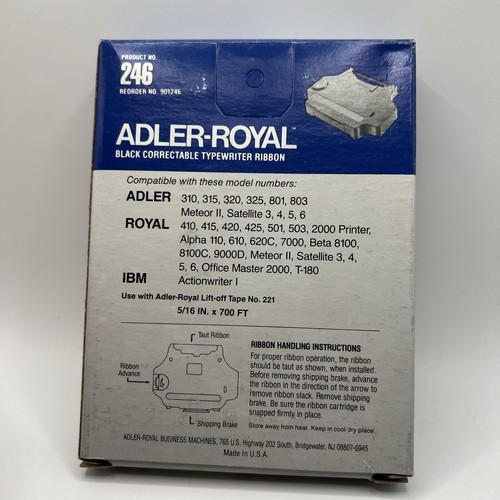 PRODUCT NO.
246
REORDER NO. 901246
ADLER-ROYAL™
BLACK CORRECTABLE TYPEWRITER RIBBON
Compatible with these model numbers:
ADLER 310, 315, 320, 325, 801, 803
Meteor II, Satellite 3, 4, 5, 6
ROYAL 410, 415, 420, 425, 501, 503, 2000 Printer,
Alpha 110, 610, 620C, 7000, Beta 8100,
8100C, 9000D, Meteor II, Satellite 3, 4,
5, 6, Office Master 2000, T-180
IBM Actionwriter I
Use with Adler-Royal Lift-off Tape No. 221
5/16 IN. x 700 FT
Taut Ribbon
Ribbon
Advance
Shipping Brake
RIBBON HANDLING INSTRUCTIONS
For proper ribbon operation, the ribbon
should be taut as shown, when installed.
Before removing shipping brake, advance
the ribbon in the direction of the arrow to
remove ribbon slack. Remove shipping
brake. Be sure the ribbon cartridge is
snapped firmly in place.
Store away from heat. Keep in cool dry place.
ADLER-ROYAL BUSINESS MACHINES, 765 U.S. Highway 202 South, Bridgewater, NJ 08807-0945
Made in U.S.A.